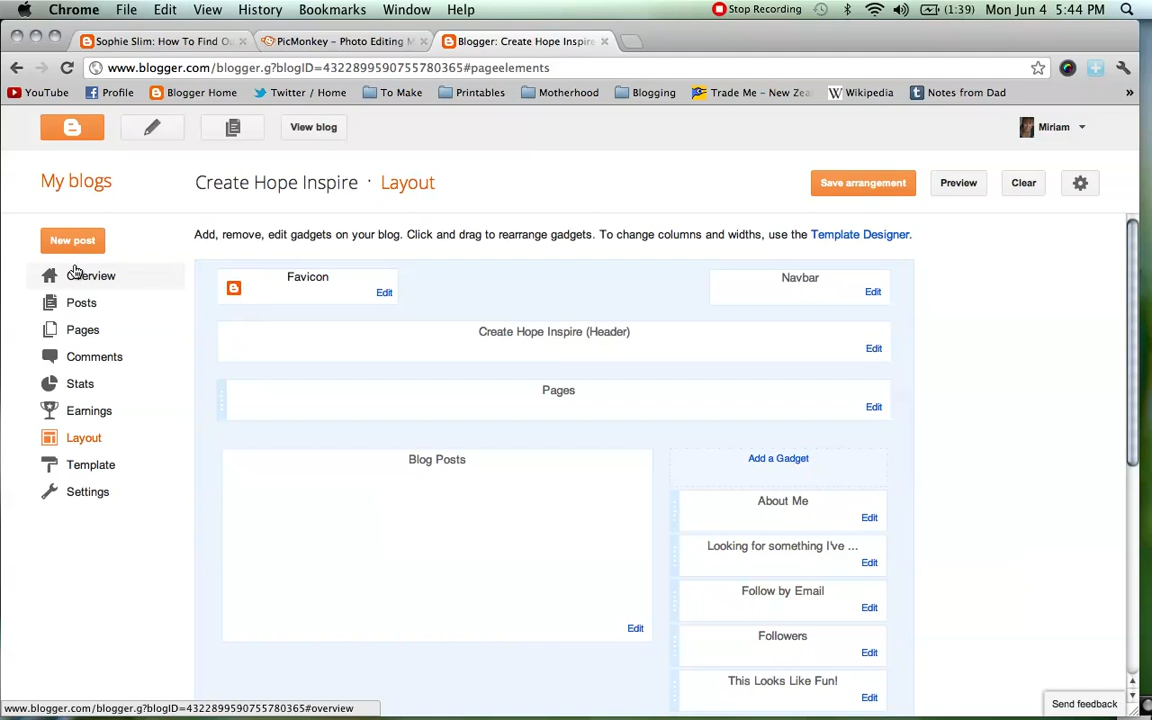 Chrome File Edit View History Bookmarks Window Help Stop Recording (1:39) Mon Jun 4 5:44 PM
Sophie Slim: How To Find Ou PicMonkey – Photo Editing M Blogger: Create Hope Inspire
www.blogger.com/blogger.g?blogID=4322899590755780365#pageelements
YouTube Profile Blogger Home Twitter / Home To Make Printables Motherhood Blogging Trade Me – New Zea Wikipedia Notes from Dad »
View blog Miriam
My blogs Create Hope Inspire · Layout Save arrangement Preview Clear
New post
Add, remove, edit gadgets on your blog. Click and drag to rearrange gadgets. To change columns and widths, use the Template Designer.
Overview
Posts
Pages
Comments
Stats
Earnings
Layout
Template
Settings
Favicon
Edit
Navbar
Edit
Create Hope Inspire (Header)
Edit
Pages
Edit
Blog Posts
Edit
Add a Gadget
About Me
Edit
Looking for something I've ...
Edit
Follow by Email
Edit
Followers
Edit
This Looks Like Fun!
Edit
www.blogger.com/blogger.g?blogID=4322899590755780365#overview
Send feedback